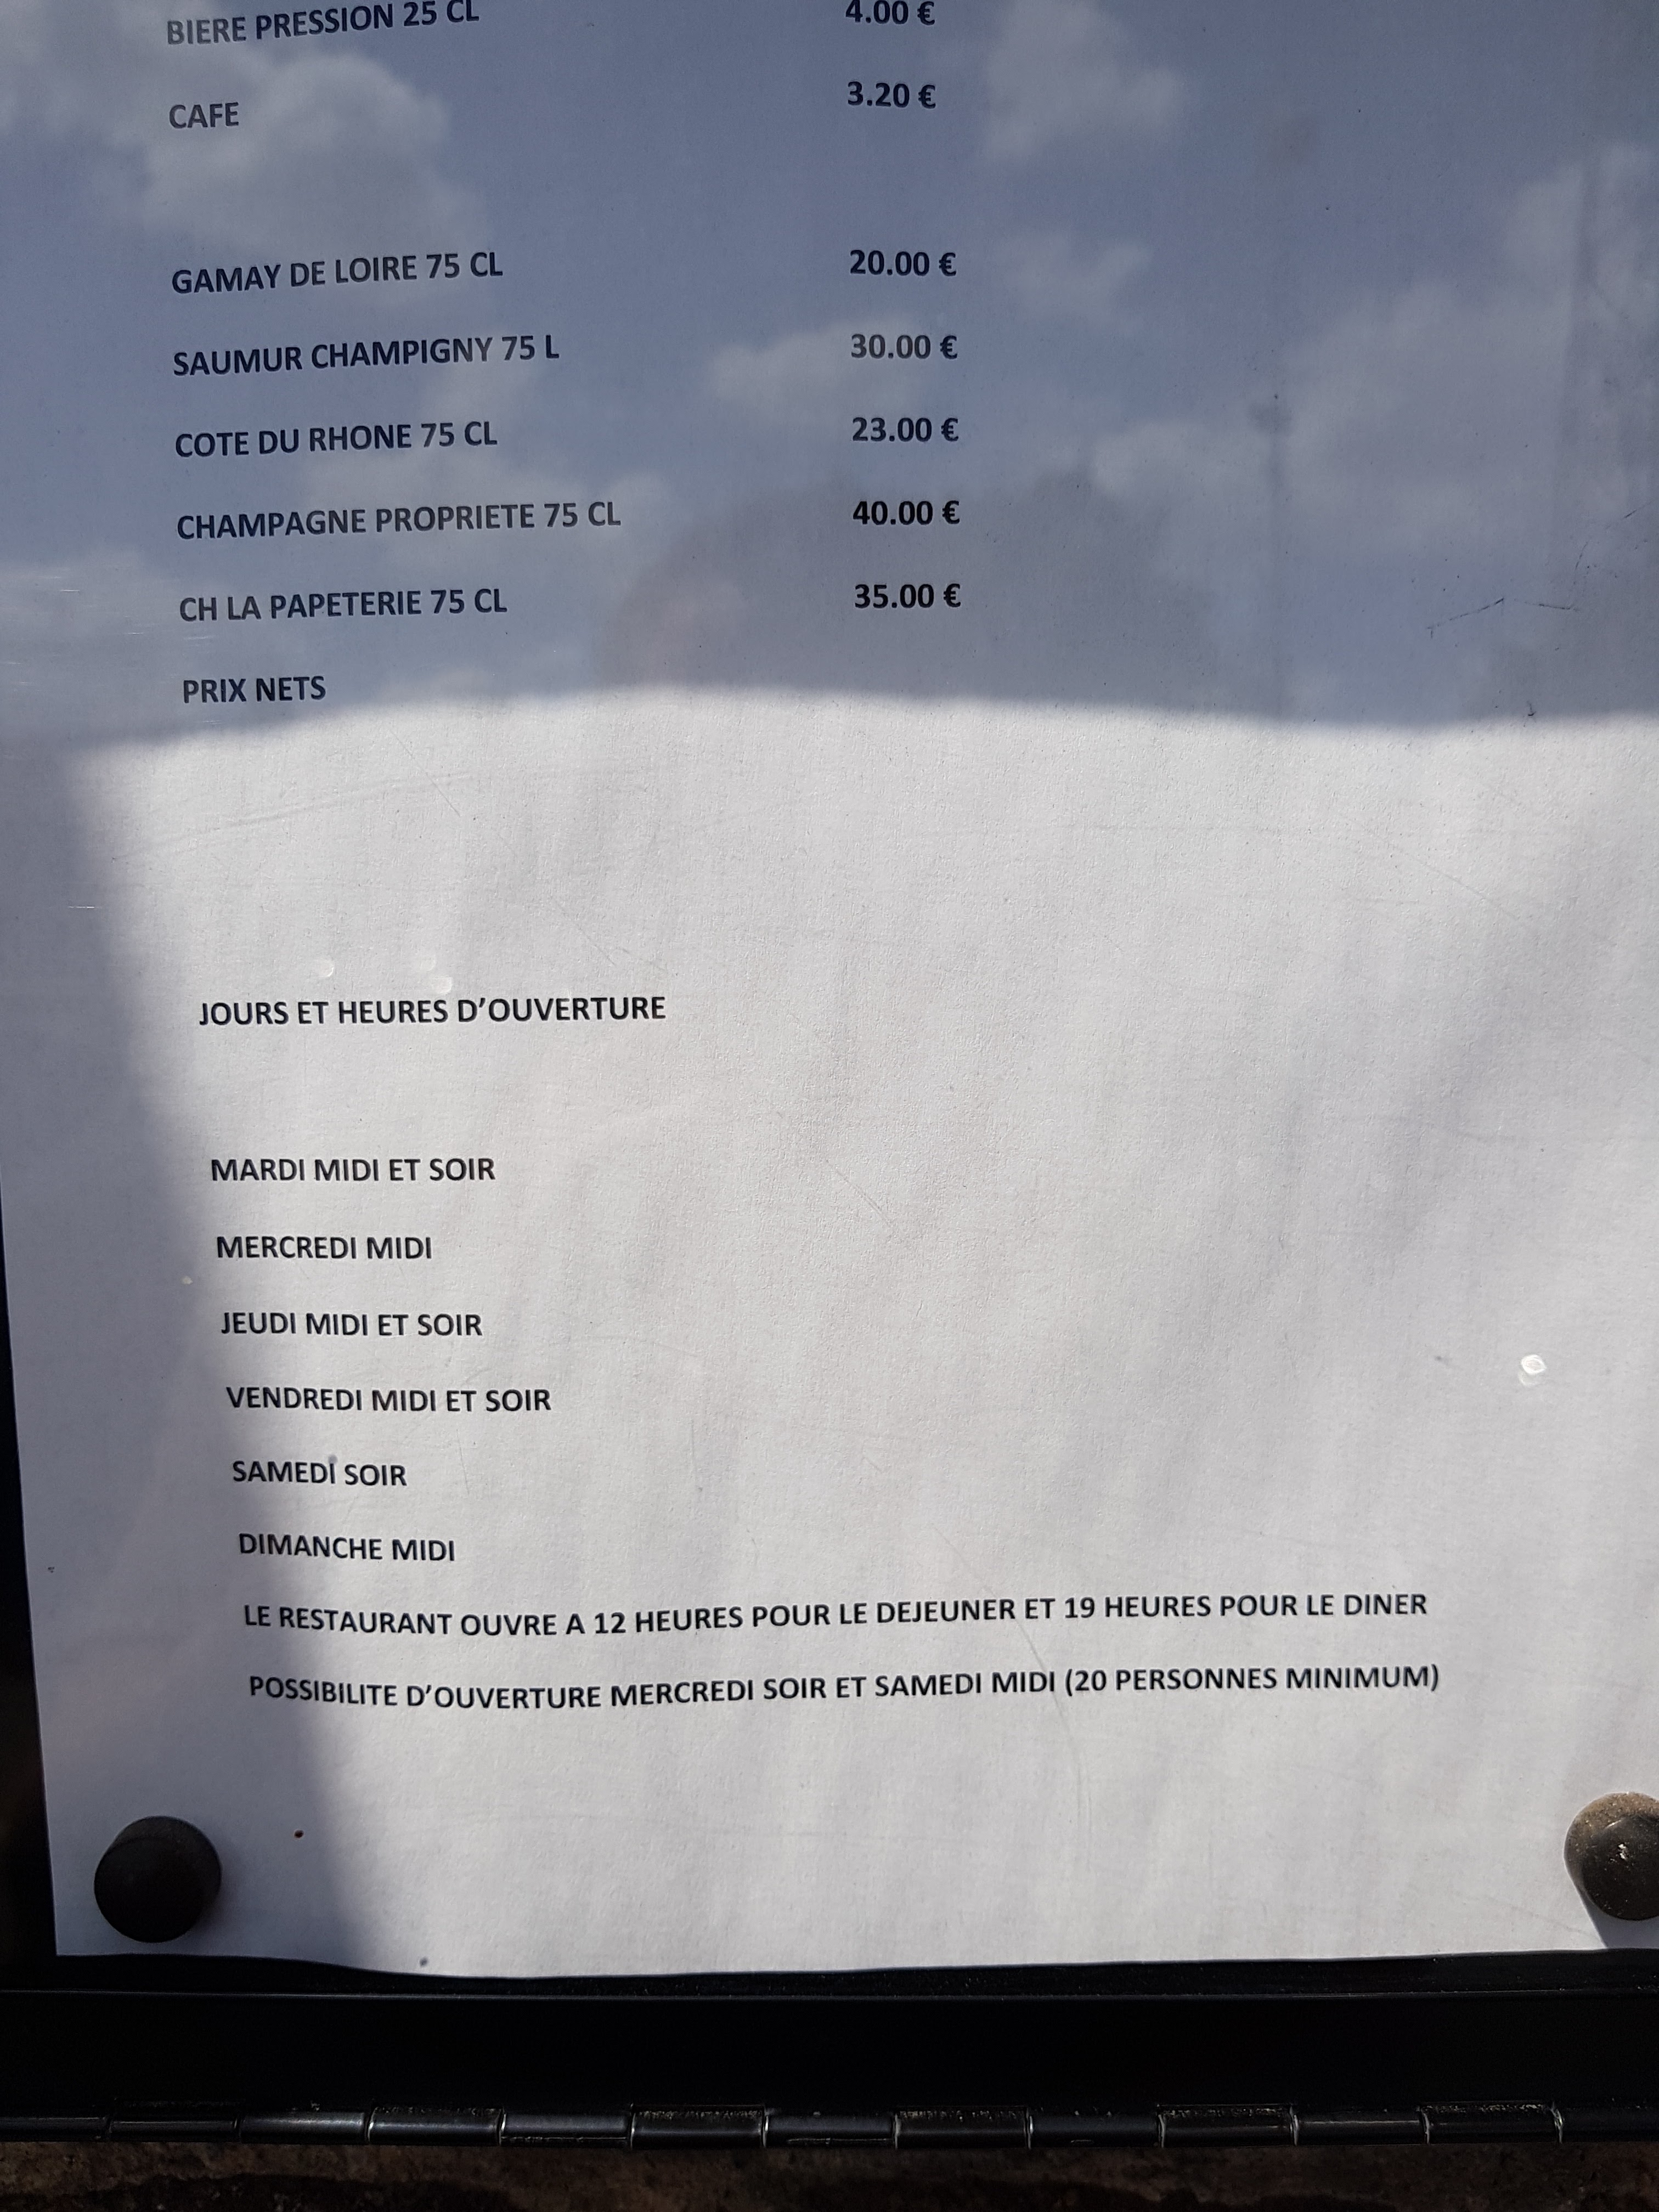 BIERE PRESSION 25 CL 4.00 €
CAFE 3.20 €
GAMAY DE LOIRE 75 CL 20.00 €
SAUMUR CHAMPIGNY 75 L 30.00 €
COTE DU RHONE 75 CL 23.00 €
CHAMPAGNE PROPRIETE 75 CL 40.00 €
CH LA PAPETERIE 75 CL 35.00 €
PRIX NETS
JOURS ET HEURES D’OUVERTURE
MARDI MIDI ET SOIR
MERCREDI MIDI
JEUDI MIDI ET SOIR
VENDREDI MIDI ET SOIR
SAMEDI SOIR
DIMANCHE MIDI
LE RESTAURANT OUVRE A 12 HEURES POUR LE DEJEUNER ET 19 HEURES POUR LE DINER
POSSIBILITE D’OUVERTURE MERCREDI SOIR ET SAMEDI MIDI (20 PERSONNES MINIMUM)